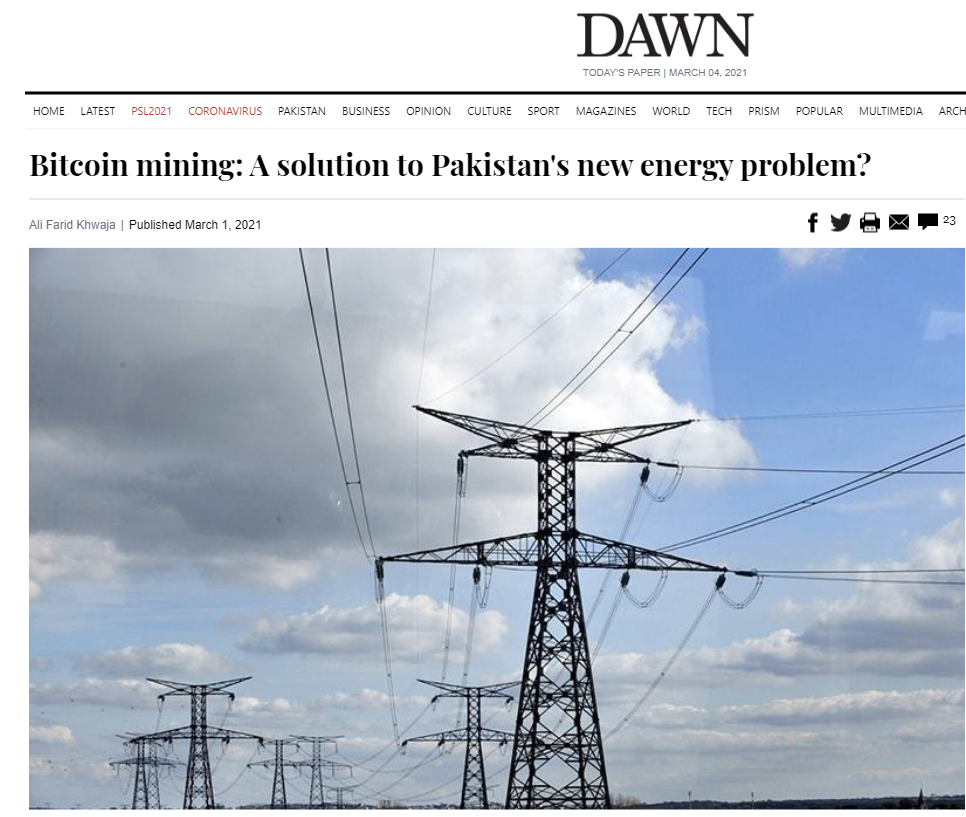 DAWN
TODAY'S PAPER | MARCH 04, 2021
HOME LATEST PSL2021 CORONAVIRUS PAKISTAN BUSINESS OPINION CULTURE SPORT MAGAZINES WORLD TECH PRISM POPULAR MULTIMEDIA ARCH
Bitcoin mining: A solution to Pakistan's new energy problem?
Ali Farid Khwaja | Published March 1, 2021
23